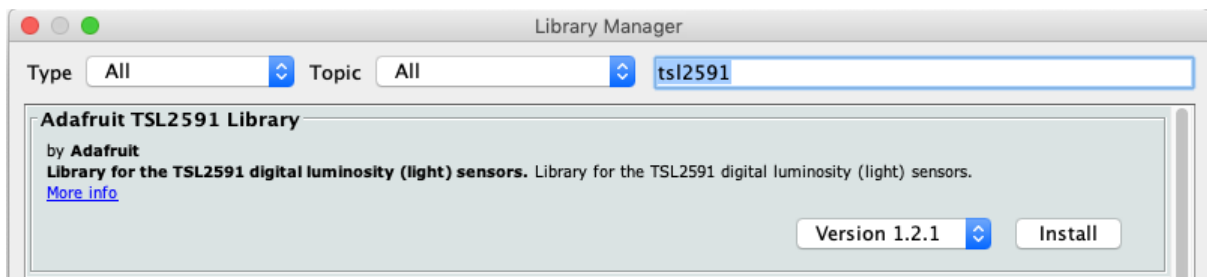 Library Manager
Type All Topic All tsl2591
Adafruit TSL2591 Library
by Adafruit
Library for the TSL2591 digital luminosity (light) sensors. Library for the TSL2591 digital luminosity (light) sensors.
More info
Version 1.2.1 Install